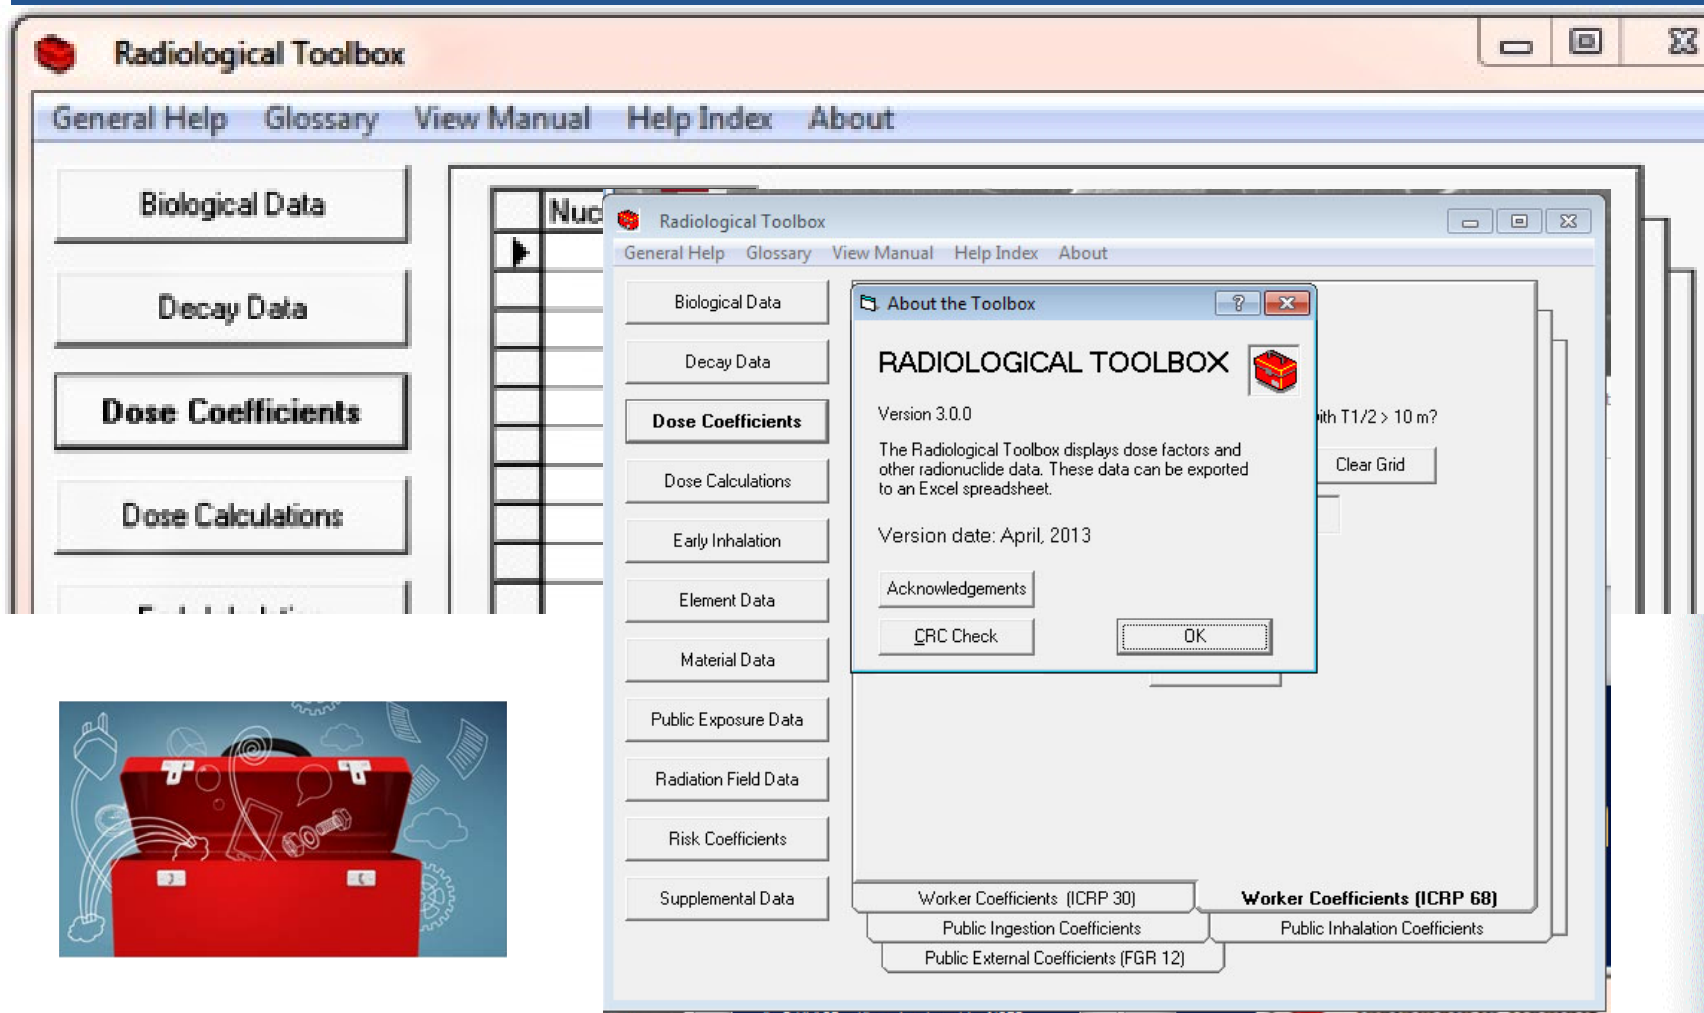 Radiological Toolbox
General Help Glossary View Manual Help Index About
Biological Data
Decay Data
Dose Coefficients
Dose Calculations
Nuc
Radiological Toolbox
General Help Glossary View Manual Help Index About
Biological Data
Decay Data
Dose Coefficients
Dose Calculations
Early Inhalation
Element Data
Material Data
Public Exposure Data
Radiation Field Data
Risk Coefficients
Supplemental Data
About the Toolbox
RADIOLOGICAL TOOLBOX
Version 3.0.0
The Radiological Toolbox displays dose factors and
other radionuclide data. These data can be exported
to an Excel spreadsheet.
Version date: April, 2013
Acknowledgements
CRC Check
OK
with T1/2 > 10 m?
Clear Grid
Worker Coefficients (ICRP 30)
Worker Coefficients (ICRP 68)
Public Ingestion Coefficients
Public Inhalation Coefficients
Public External Coefficients (FGR 12)